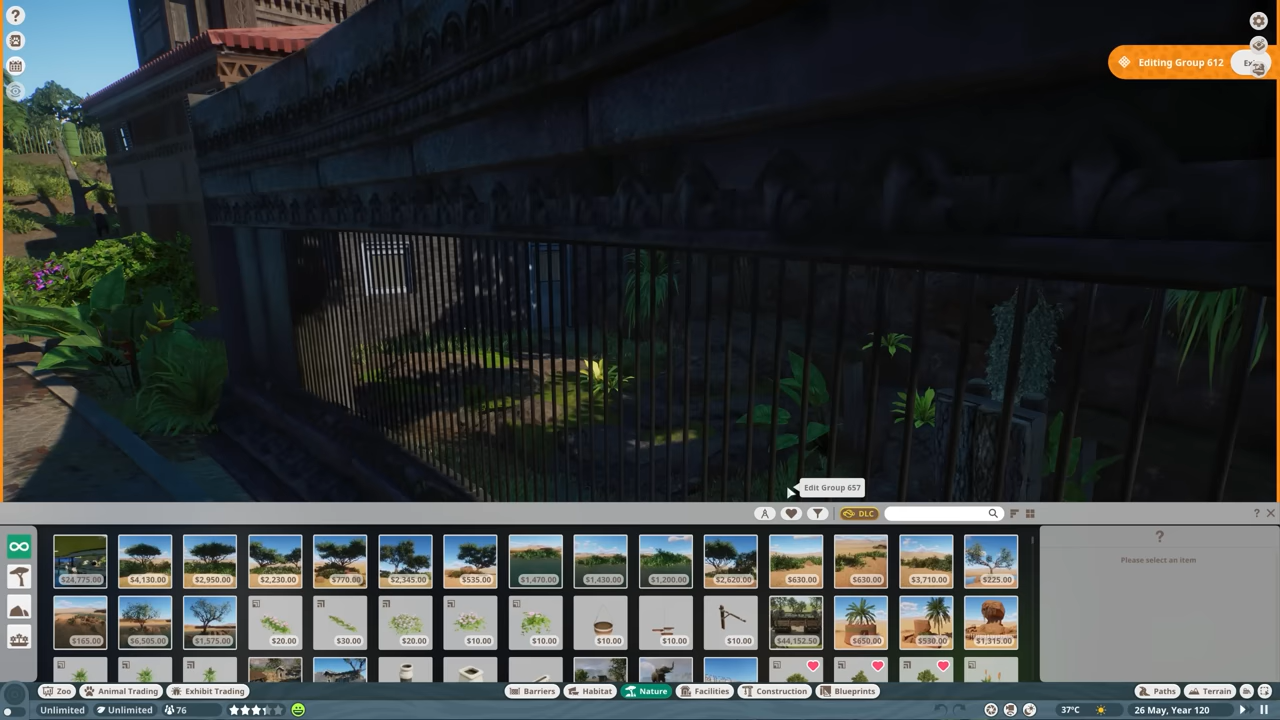 ?
Editing Group 612
Edit Group 657
DLC
?
?
Please select an item
$24,775.00 $4,130.00 $2,950.00 $2,230.00 $770.00 $2,345.00 $535.00 $1,470.00 $1,430.00 $1,200.00 $2,620.00 $630.00 $630.00 $3,710.00 $225.00
$165.00 $6,505.00 $1,575.00 $20.00 $30.00 $20.00 $10.00 $10.00 $10.00 $10.00 $10.00 $44,152.50 $650.00 $530.00 $1,315.00
Zoo Animal Trading Exhibit Trading Barriers Habitat Nature Facilities Construction Blueprints Paths Terrain
Unlimited Unlimited 76 37°C 26 May, Year 120